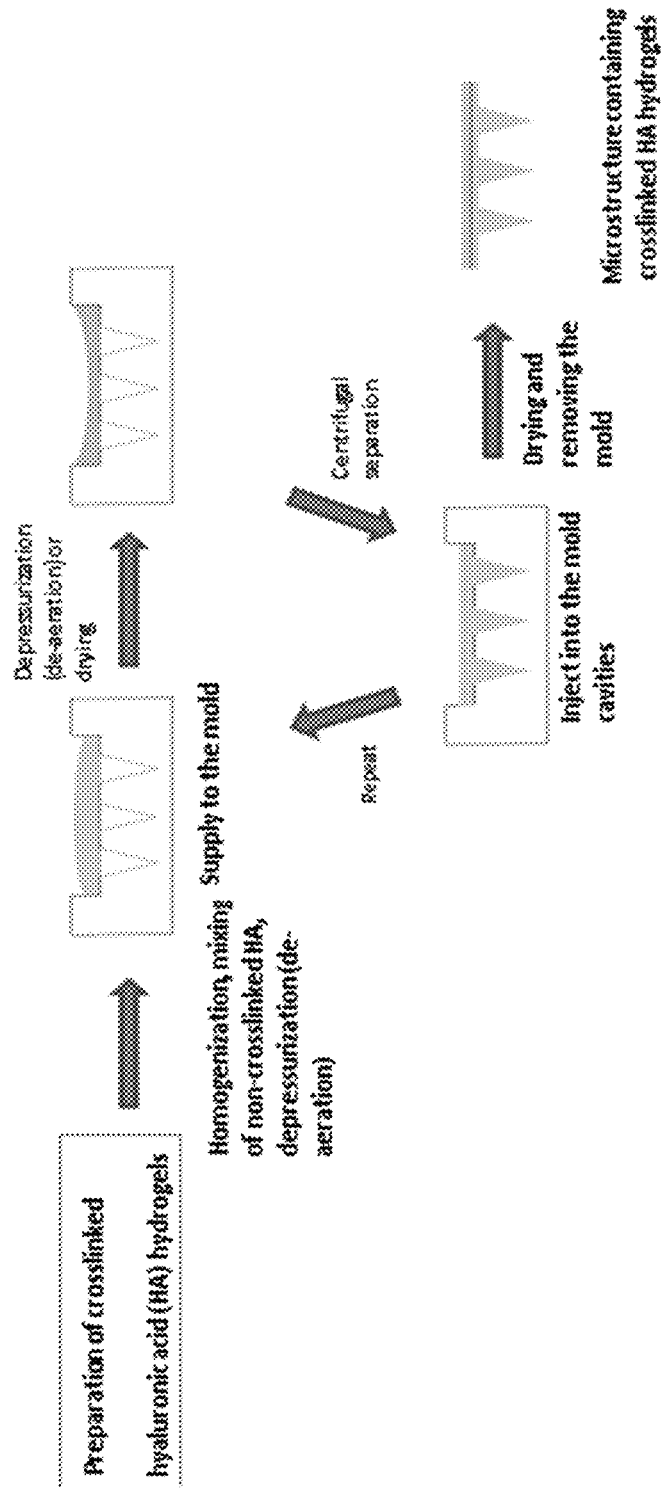 Preparation of crosslinked
hyaluronic acid (HA) hydrogels
Homogenization, mixing
of non-crosslinked HA,
depressurization(de-
aeration)
Supply to the mold
Depressurization
(de-aeration)or
drying
Centrifugal
separation
Repeat
Inject into the mold
cavities
Drying and
removing the
mold
Microstructure containing
crosslinked HA hydrogels